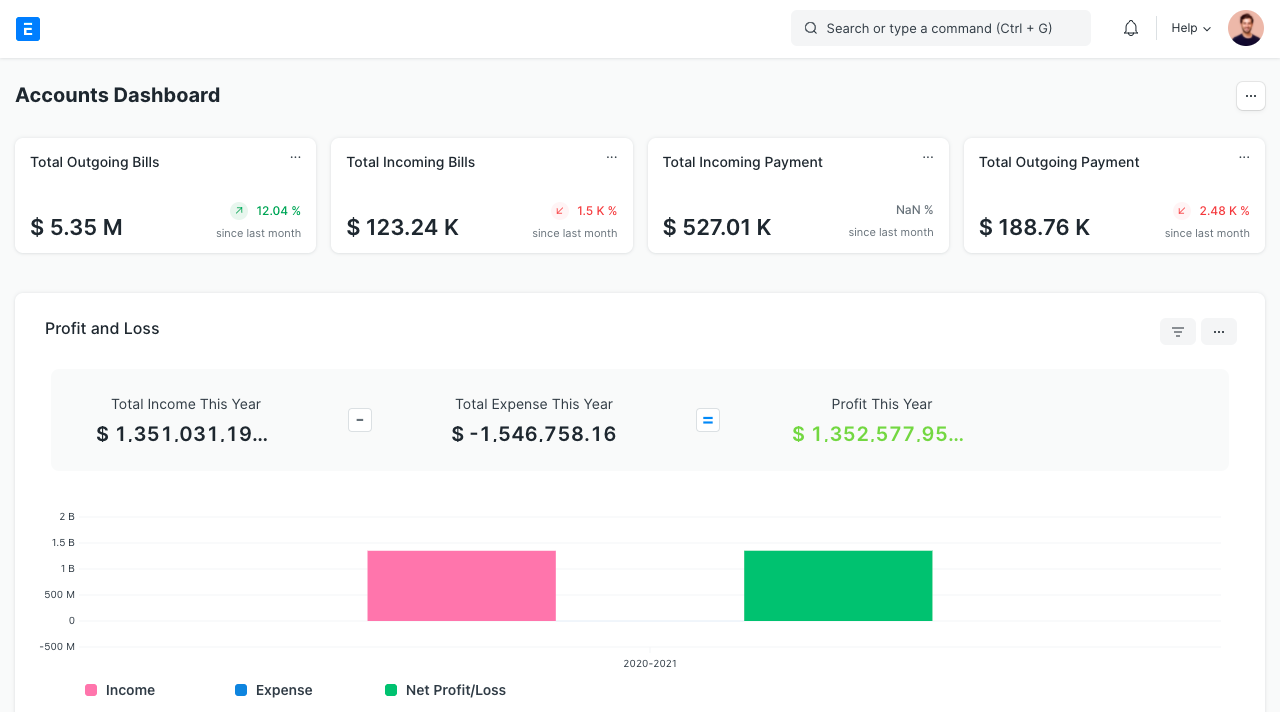 E
Search or type a command (Ctrl + G)
Help
Accounts Dashboard
...
Total Outgoing Bills
...
$ 5.35 M
12.04 %
since last month
Total Incoming Bills
...
$ 123.24 K
1.5 K %
since last month
Total Incoming Payment
...
$ 527.01 K
NaN %
since last month
Total Outgoing Payment
...
$ 188.76 K
2.48 K %
since last month
Profit and Loss
...
Total Income This Year
$ 1,351,031,19...
-
Total Expense This Year
$ -1,546,758.16
=
Profit This Year
$ 1,352,577,95...
2 B
1.5 B
1 B
500 M
0
-500 M
2020-2021
Income
Expense
Net Profit/Loss